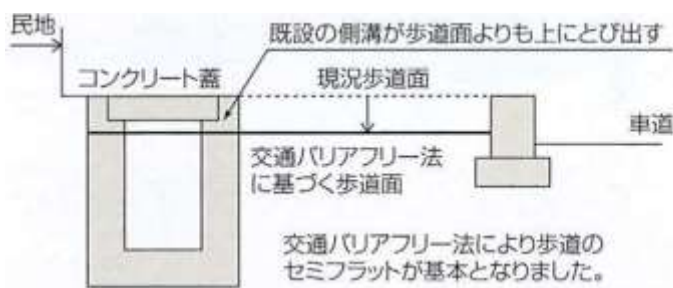 民地
既設の側溝が歩道面よりも上にとび出す
コンクリート蓋
現況歩道面
車道
交通バリアフリー法
に基づく歩道面
交通バリアフリー法により歩道の
セミフラットが基本となりました。